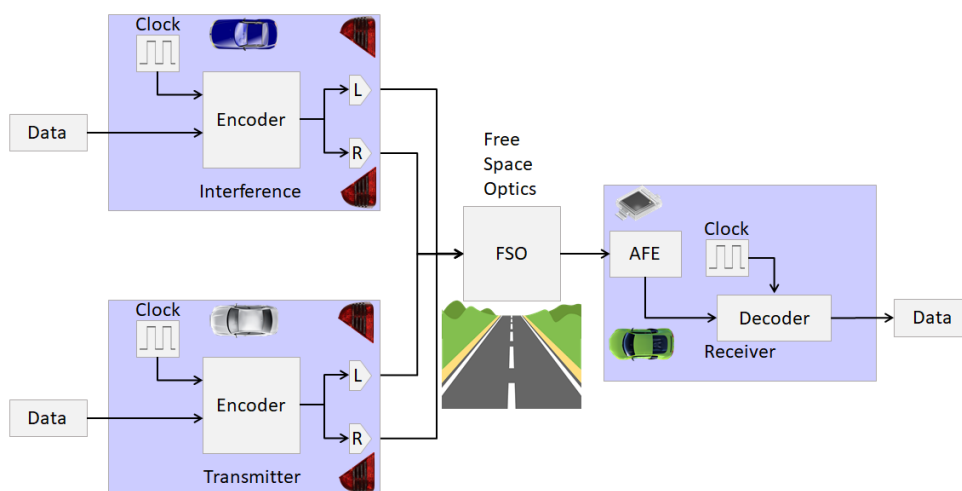 Clock
Data
Encoder
L
R
Interference
Free
Space
Optics
FSO
Clock
Data
Encoder
L
R
Transmitter
AFE
Clock
Decoder
Receiver
Data